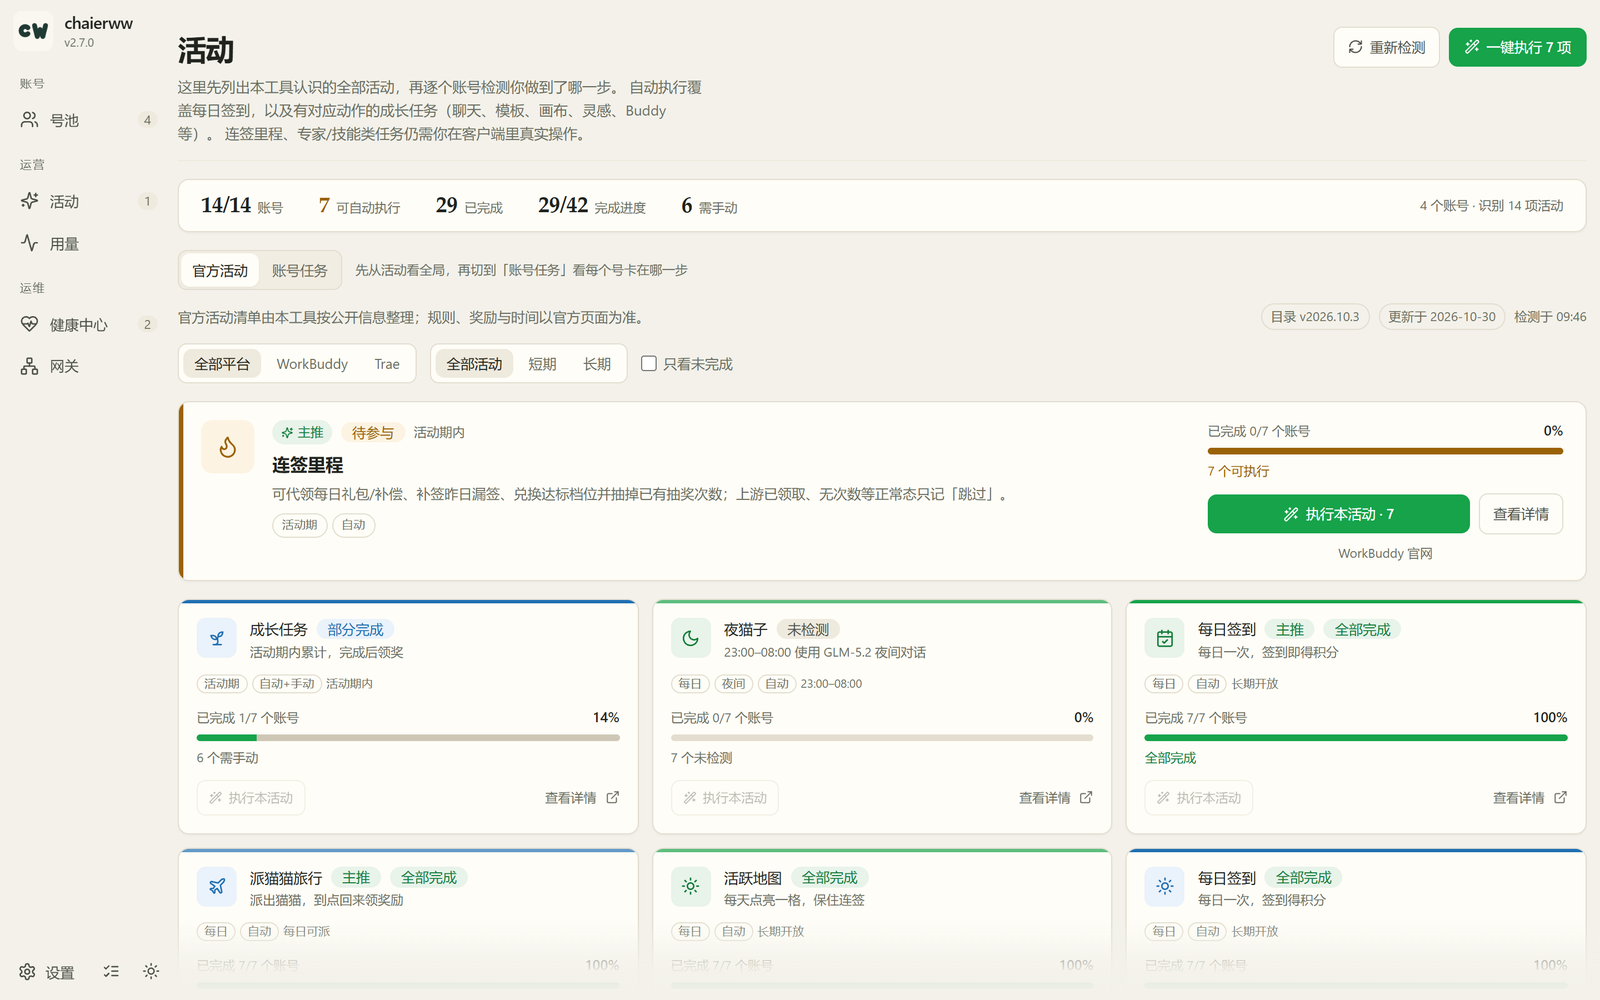 cw
chaierww
v2.7.0
账号
号池 4
运营
活动 1
用量
运维
健康中心 2
网关
设置
活动
重新检测
一键执行 7 项
这里先列出本工具认识的全部活动，再逐个账号检测你做到了哪一步。 自动执行覆
盖每日签到，以及有对应动作的成长任务（聊天、模板、画布、灵感、Buddy
等）。 连签里程、专家/技能类任务仍需你在客户端里真实操作。
14/14 账号 7 可自动执行 29 已完成 29/42 完成进度 6 需手动 4 个账号 · 识别 14 项活动
官方活动 账号任务 先从活动看全局，再切到「账号任务」看每个号卡在哪一步
官方活动清单由本工具按公开信息整理；规则、奖励与时间以官方页面为准。 目录 v2026.10.3 更新于 2026-10-30 检测于 09:46
全部平台 WorkBuddy Trae 全部活动 短期 长期 只看未完成
主推 待参与 活动期内
连签里程
可代领每日礼包/补偿、补签昨日漏签、兑换达标档位并抽掉已有抽奖次数；上游已领取、无次数等正常态只记「跳过」。
活动期 自动
已完成 0/7 个账号 0%
7 个可执行
执行本活动 · 7 查看详情
WorkBuddy 官网
成长任务 部分完成
活动期内累计，完成后领奖
活动期 自动+手动 活动期内
已完成 1/7 个账号 14%
6 个需手动
执行本活动 查看详情
夜猫子 未检测
23:00–08:00 使用 GLM-5.2 夜间对话
每日 夜间 自动 23:00–08:00
已完成 0/7 个账号 0%
7 个未检测
执行本活动 查看详情
每日签到 主推 全部完成
每日一次，签到即得积分
每日 自动 长期开放
已完成 7/7 个账号 100%
全部完成
执行本活动 查看详情
派猫猫旅行 主推 全部完成
派出猫猫，到点回来领奖励
每日 自动 每日可派
已完成 7/7 个账号 100%
活跃地图 全部完成
每天点亮一格，保住连签
每日 自动 长期开放
已完成 7/7 个账号 100%
每日签到 全部完成
每日一次，签到得积分
每日 自动 长期开放
已完成 7/7 个账号 100%